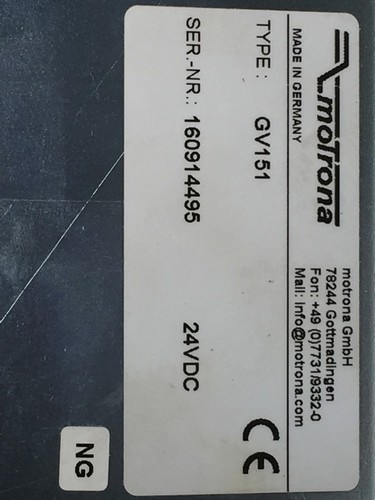 motrona
MADE IN GERMANY
motrona GmbH
78244 Gottmadingen
Fon: +49 (0)7731/9332-0
Mail: info@motrona.com
TYPE: GV151
SER.-NR.: 160914495 24VDC
CE
NG